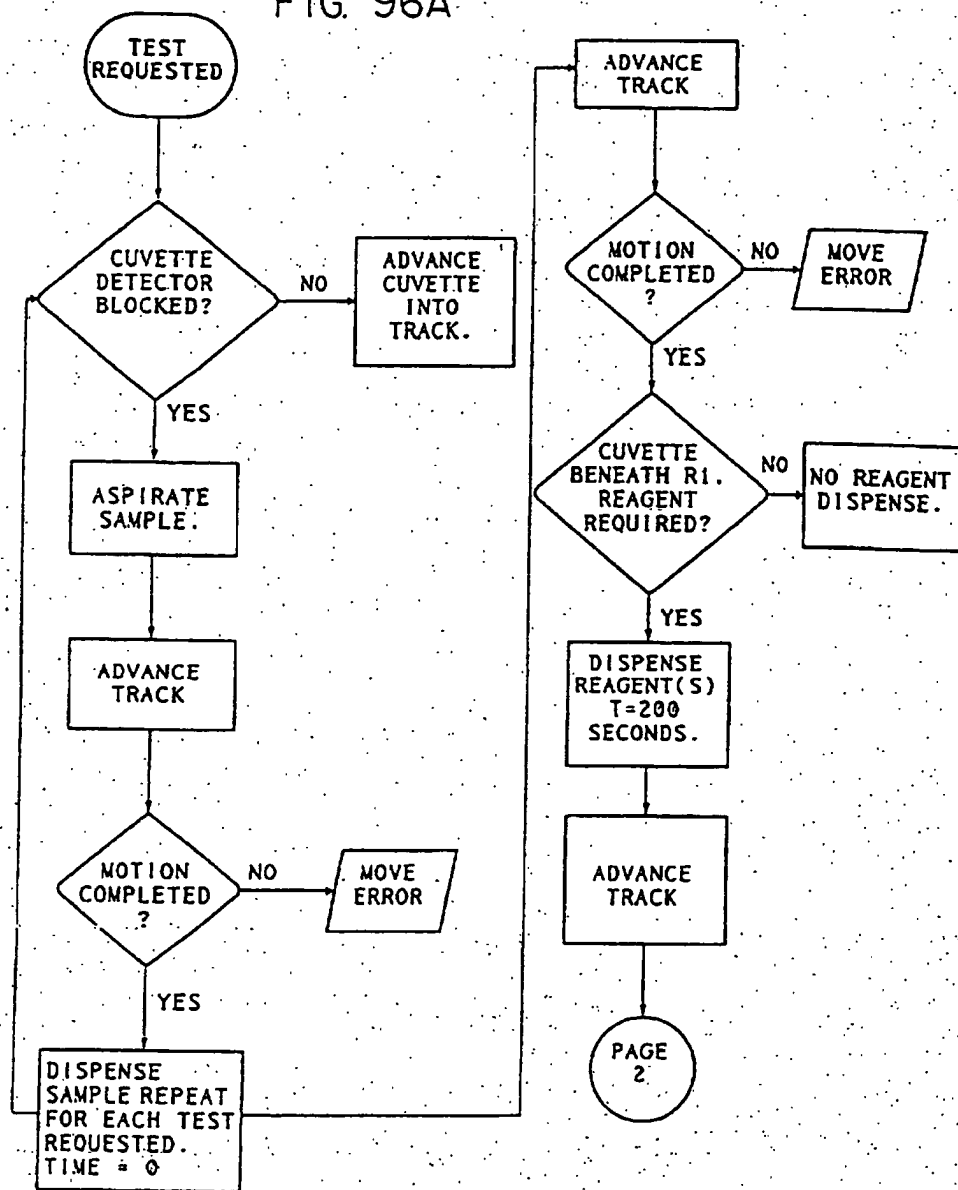 FIG. 96A
TEST
REQUESTED
CUVETTE
DETECTOR
BLOCKED?
NO
ADVANCE
CUVETTE
INTO
TRACK.
YES
ASPIRATE
SAMPLE.
ADVANCE
TRACK
MOTION
COMPLETED
?
NO
MOVE
ERROR
YES
DISPENSE
SAMPLE REPEAT
FOR EACH TEST
REQUESTED.
TIME = 0
ADVANCE
TRACK
MOTION
COMPLETED
?
NO
MOVE
ERROR
YES
CUVETTE
BENEATH R1.
REAGENT
REQUIRED?
NO
NO REAGENT
DISPENSE.
YES
DISPENSE
REAGENT(S)
T=200
SECONDS.
ADVANCE
TRACK
PAGE
2